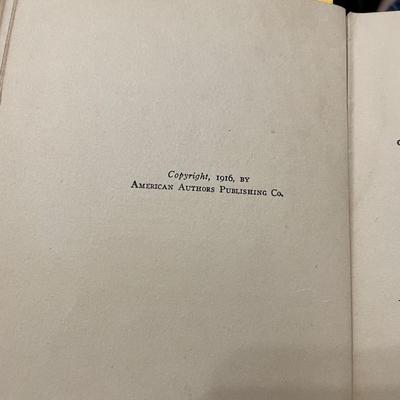 Copyright, 1916, by
American Authors Publishing Co.